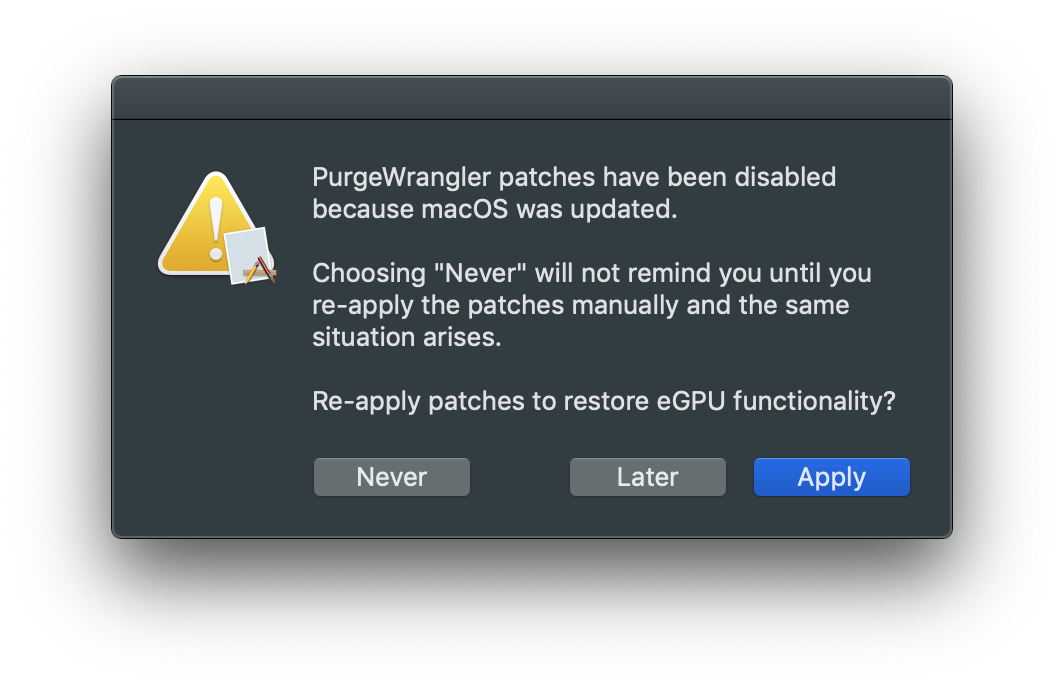 PurgeWrangler patches have been disabled
because macOS was updated.
Choosing "Never" will not remind you until you
re-apply the patches manually and the same
situation arises.
Re-apply patches to restore eGPU functionality?
Never
Later
Apply